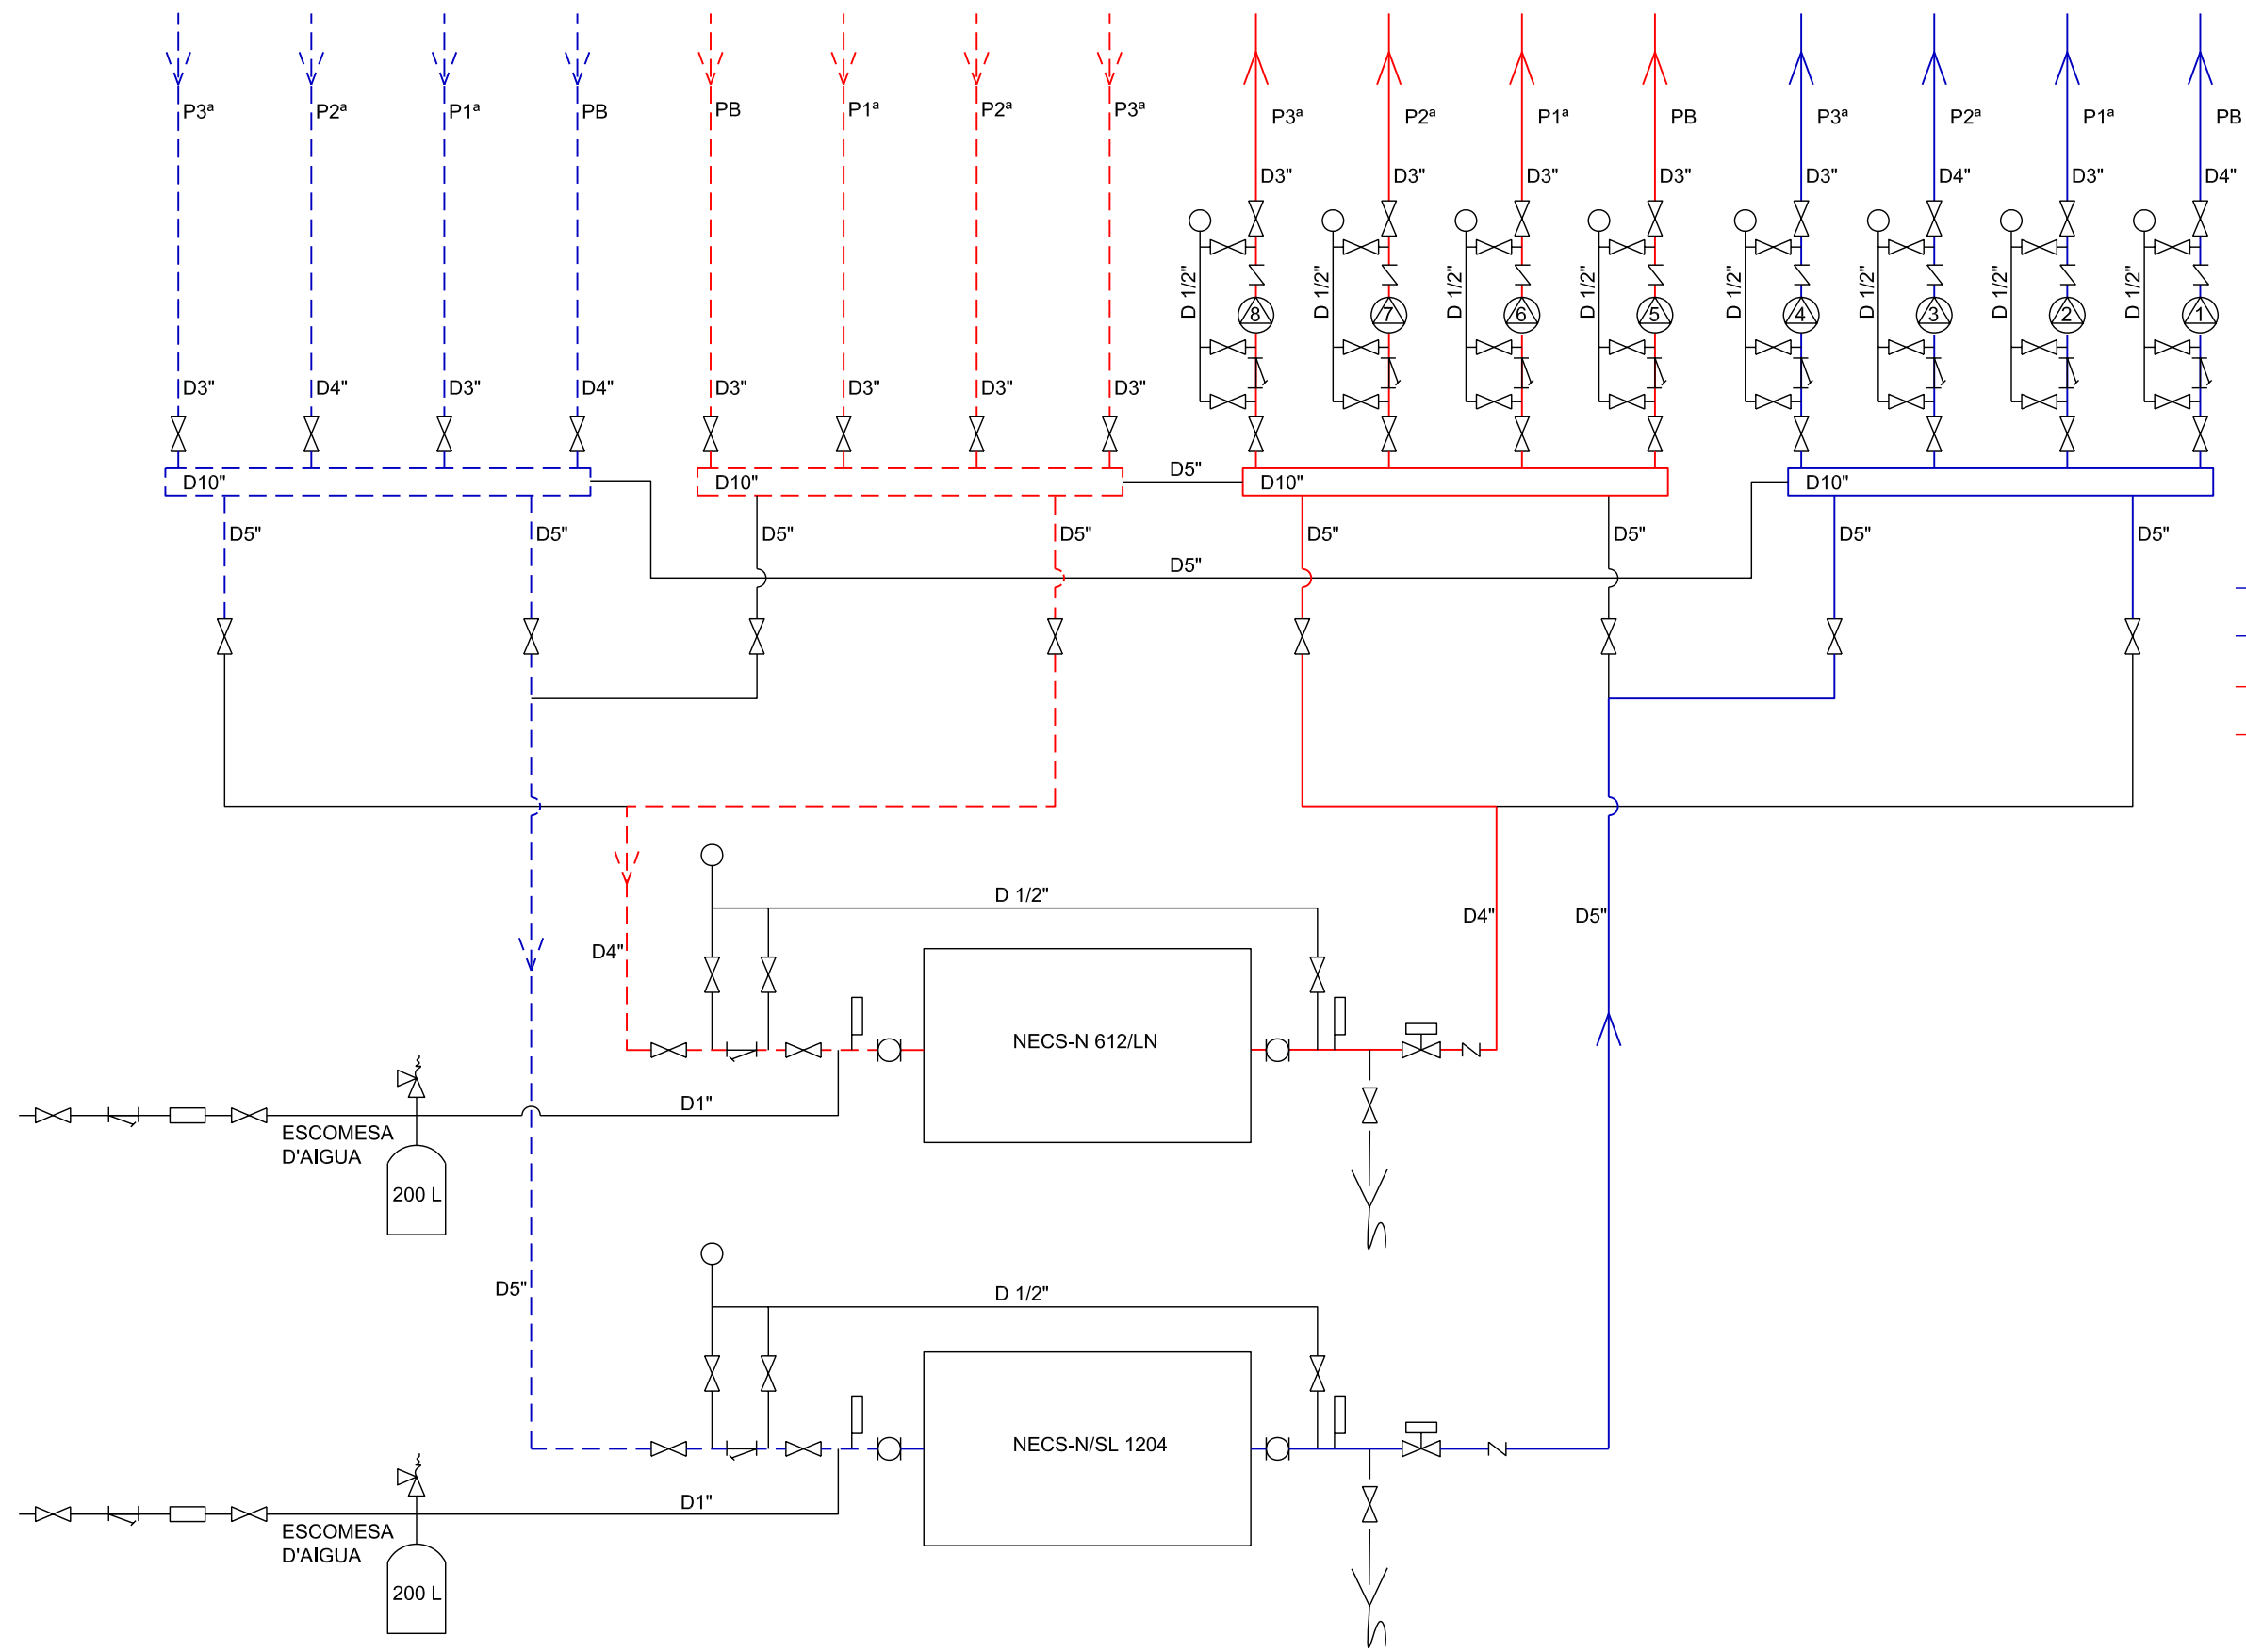 P3ª
P2ª
P1ª
PB
PB
P1ª
P2ª
P3ª
P3ª
P2ª
P1ª
PB
P3ª
P2ª
P1ª
PB
D3"
D3"
D3"
D3"
D3"
D4"
D3"
D4"
D 1/2"
D 1/2"
D 1/2"
D 1/2"
D 1/2"
D 1/2"
D 1/2"
D 1/2"
8
7
6
5
4
3
2
1
D3"
D4"
D3"
D4"
D3"
D3"
D3"
D3"
D10"
D10"
D5"
D10"
D10"
D5"
D5"
D5"
D5"
D5"
D5"
D5"
D5"
D5"
D 1/2"
D4"
D5"
D4"
NECS-N 612/LN
D1"
ESCOMESA
D'AIGUA
200 L
D5"
D 1/2"
NECS-N/SL 1204
D1"
ESCOMESA
D'AIGUA
200 L